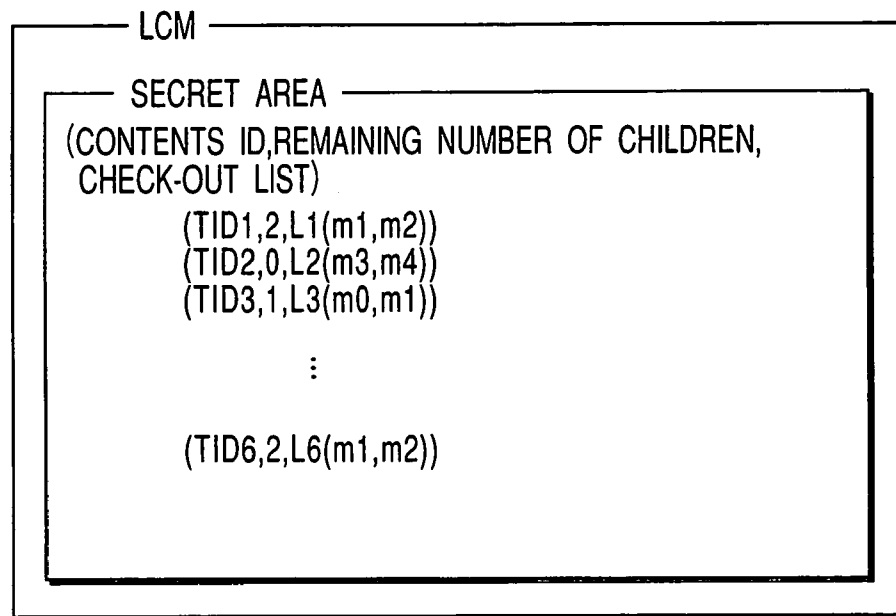 LCM
SECRET AREA
(CONTENTS ID,REMAINING NUMBER OF CHILDREN,
CHECK-OUT LIST)
(TID1,2,L1(m1,m2))
(TID2,0,L2(m3,m4))
(TID3,1,L3(m0,m1))
⋮
(TID6,2,L6(m1,m2))